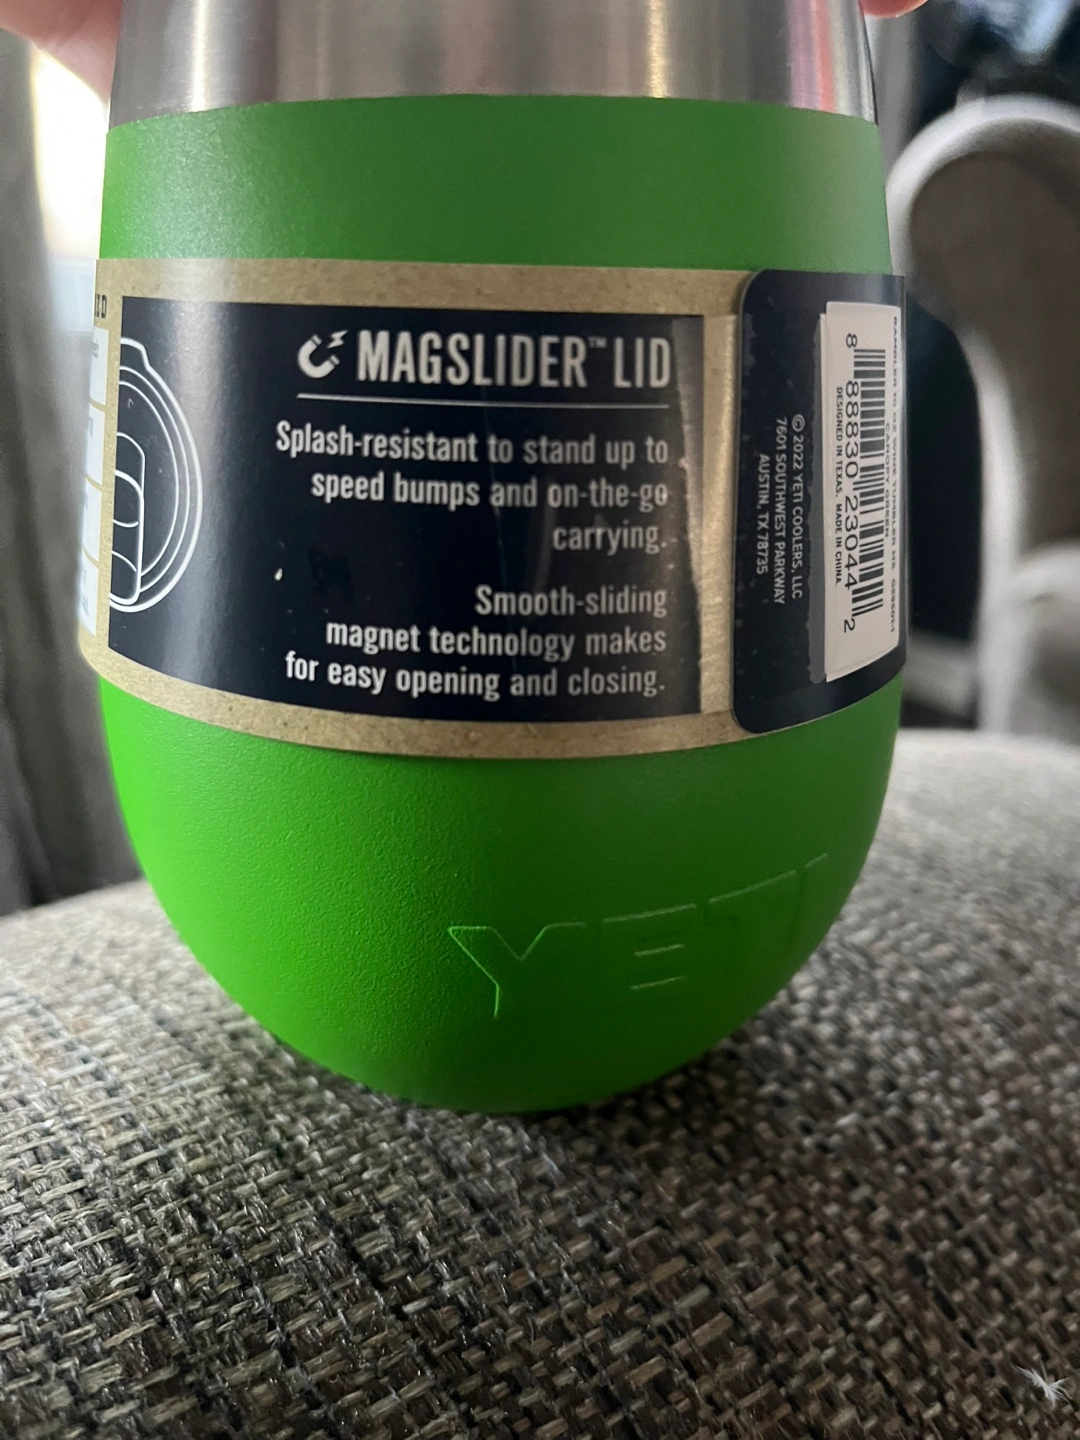 MAGSLIDER™ LID
Splash-resistant to stand up to
speed bumps and on-the-go
carrying.
Smooth-sliding
magnet technology makes
for easy opening and closing.
© 2022 YETI COOLERS, LLC
7601 SOUTHWEST PARKWAY
AUSTIN, TX 78735
8 88830 23044 2
DESIGNED IN TEXAS. MADE IN CHINA.
YETI